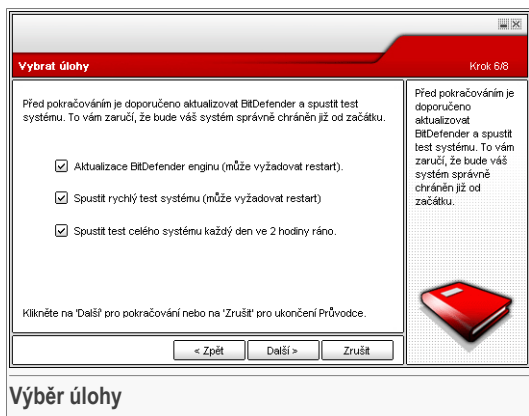 Vybrat úlohy
Krok 6/8
Před pokračováním je doporučeno aktualizovat BitDefender a spustit test
systému. To vám zaručí, že bude váš systém správně chráněn již od začátku.
Aktualizace BitDefender enginu (může vyžadovat restart).
Spustit rychlý test systému (může vyžadovat restart)
Spustit test celého systému každý den ve 2 hodiny ráno.
Klikněte na 'Další' pro pokračování nebo na 'Zrušit' pro ukončení Průvodce.
Před pokračováním je
doporučeno
aktualizovat
BitDefender a spustit
test systému. To vám
zaručí, že bude váš
systém správně
chráněn již od
začátku.
< Zpět
Další >
Zrušit
Výběr úlohy